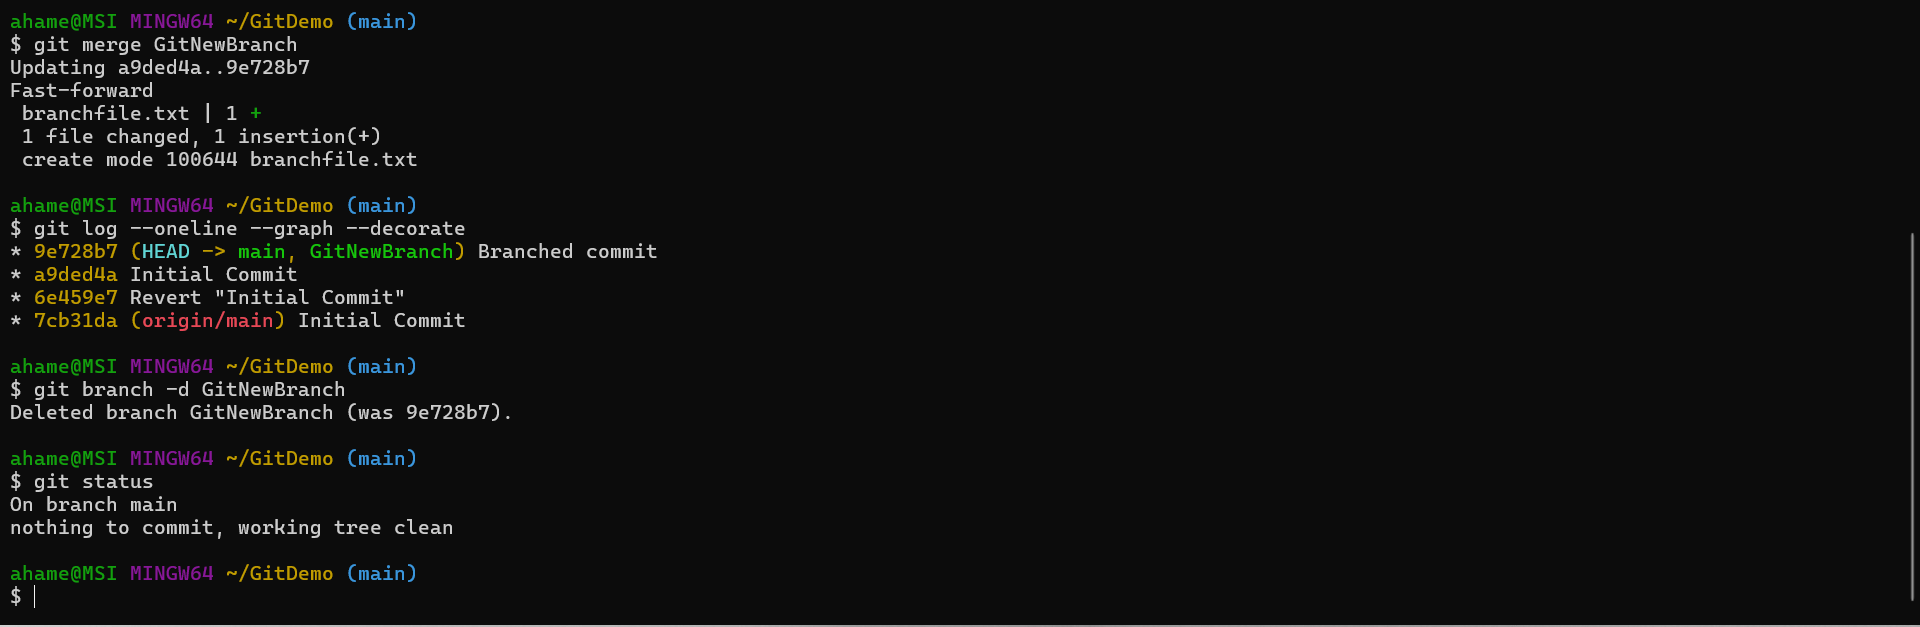 ahame@MSI MINGW64 ~/GitDemo (main)
$ git merge GitNewBranch
Updating a9ded4a..9e728b7
Fast-forward
 branchfile.txt | 1 +
 1 file changed, 1 insertion(+)
 create mode 100644 branchfile.txt

ahame@MSI MINGW64 ~/GitDemo (main)
$ git log --oneline --graph --decorate
* 9e728b7 (HEAD -> main, GitNewBranch) Branched commit
* a9ded4a Initial Commit
* 6e459e7 Revert "Initial Commit"
* 7cb31da (origin/main) Initial Commit

ahame@MSI MINGW64 ~/GitDemo (main)
$ git branch -d GitNewBranch
Deleted branch GitNewBranch (was 9e728b7).

ahame@MSI MINGW64 ~/GitDemo (main)
$ git status
On branch main
nothing to commit, working tree clean

ahame@MSI MINGW64 ~/GitDemo (main)
$